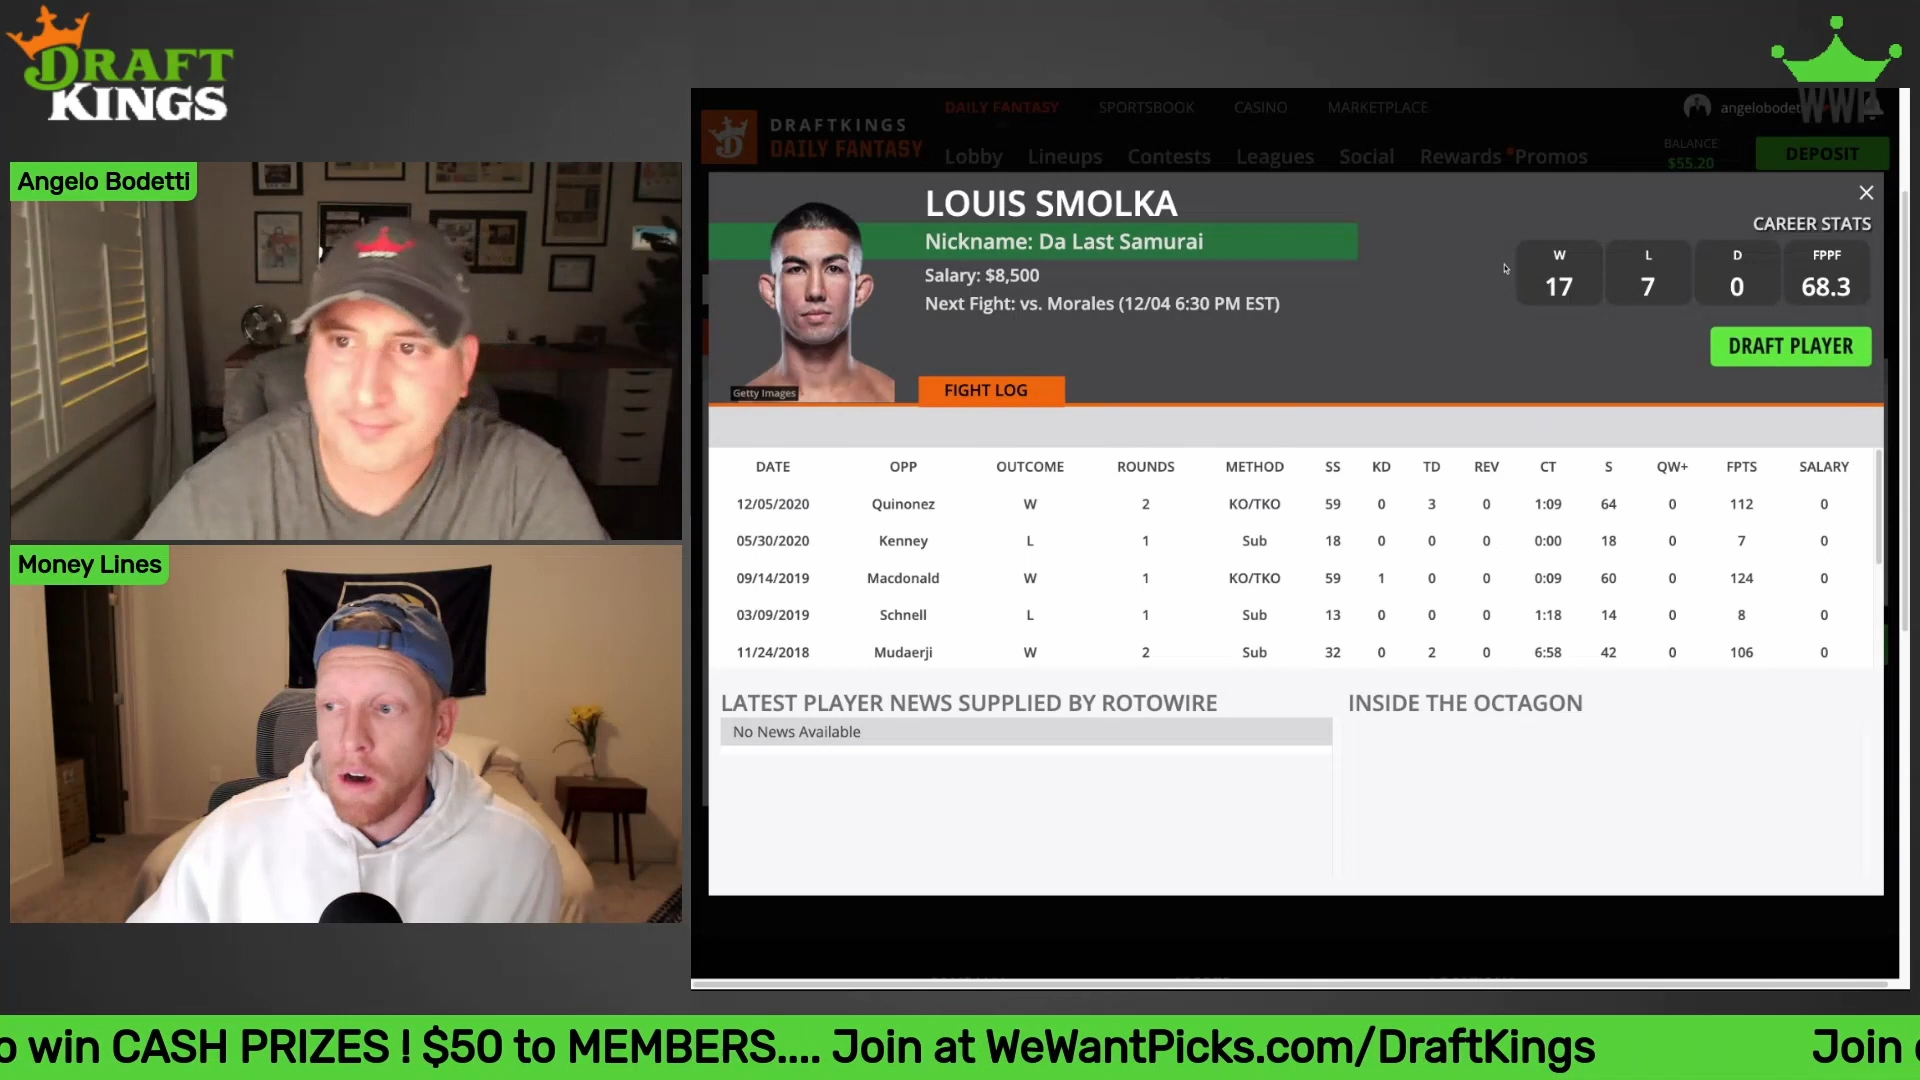 DRAFT
KINGS
WWP
Angelo Bodetti
Money Lines
DRAFTKINGS
DAILY FANTASY
DAILY FANTASY SPORTSBOOK CASINO MARKETPLACE
Lobby Lineups Contests Leagues Social Rewards Promos
BALANCE
$55.20
DEPOSIT
LOUIS SMOLKA
Nickname: Da Last Samurai
Salary: $8,500
Next Fight: vs. Morales (12/04 6:30 PM EST)
Getty Images
CAREER STATS
W L D FPPF
17 7 0 68.3
DRAFT PLAYER
FIGHT LOG
DATE OPP OUTCOME ROUNDS METHOD SS KD TD REV CT S QW+ FPTS SALARY
12/05/2020 Quinonez W 2 KO/TKO 59 0 3 0 1:09 64 0 112 0
05/30/2020 Kenney L 1 Sub 18 0 0 0 0:00 18 0 7 0
09/14/2019 Macdonald W 1 KO/TKO 59 1 0 0 0:09 60 0 124 0
03/09/2019 Schnell L 1 Sub 13 0 0 0 1:18 14 0 8 0
11/24/2018 Mudaerji W 2 Sub 32 0 2 0 6:58 42 0 106 0
LATEST PLAYER NEWS SUPPLIED BY ROTOWIRE
No News Available
INSIDE THE OCTAGON
o win CASH PRIZES ! $50 to MEMBERS.... Join at WeWantPicks.com/DraftKings Join